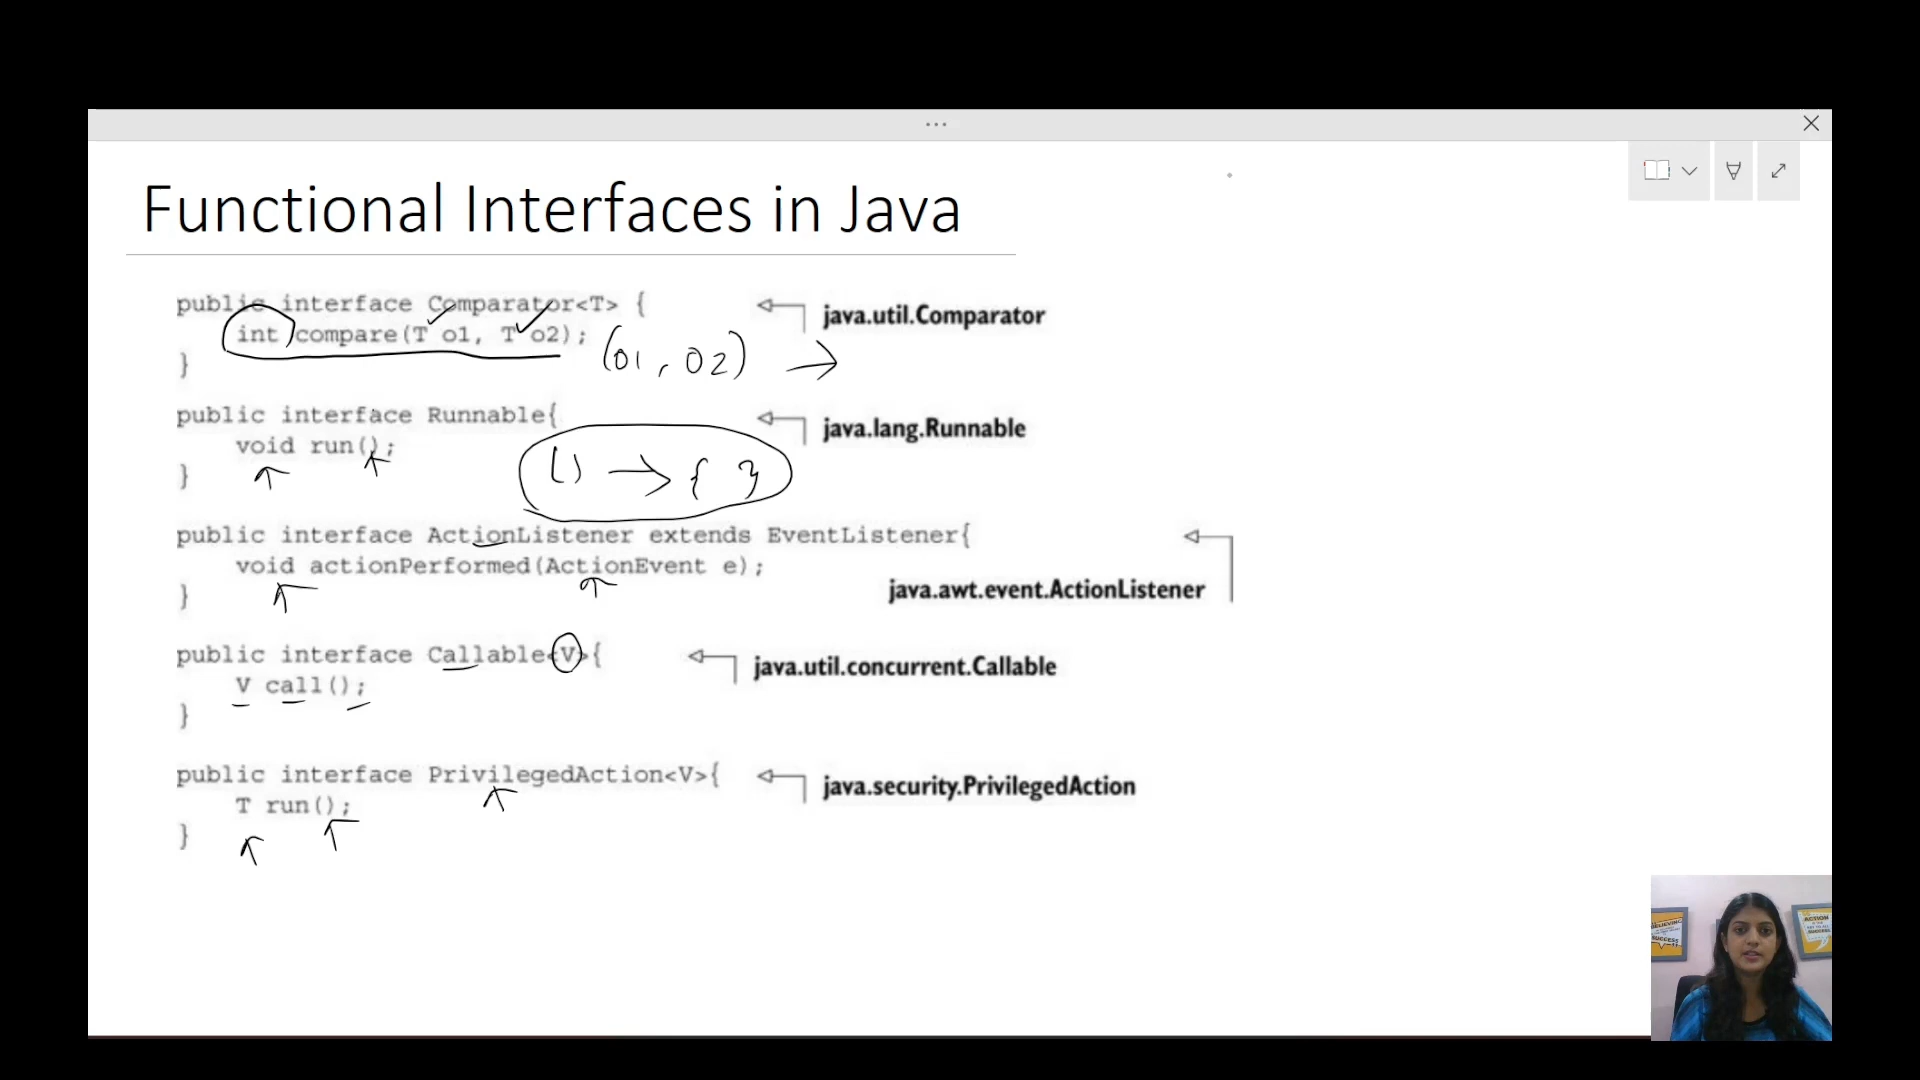 Functional Interfaces in Java
public interface Comparator<T> {
java.util.Comparator
int compare(T o1, T o2);
(o1, o2) →
}
public interface Runnable{
java.lang.Runnable
void run();
() → { }
}
public interface ActionListener extends EventListener{
void actionPerformed(ActionEvent e);
java.awt.event.ActionListener
}
public interface Callable<V>{
java.util.concurrent.Callable
V call();
}
public interface PrivilegedAction<V>{
java.security.PrivilegedAction
T run();
}